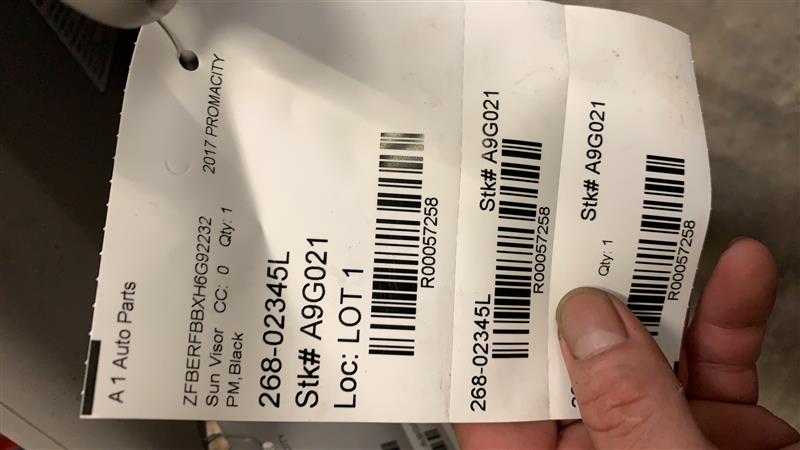 A1 Auto Parts
ZFBERFBBXH6G92232 2017 PROMACITY
Sun Visor CC: 0 Qty: 1
PM,Black
268-02345L
Stk# A9G021
Loc: LOT 1
R00057258
268-02345L Stk# A9G021
R00057258
Stk# A9G021
Qty: 1
R00057258